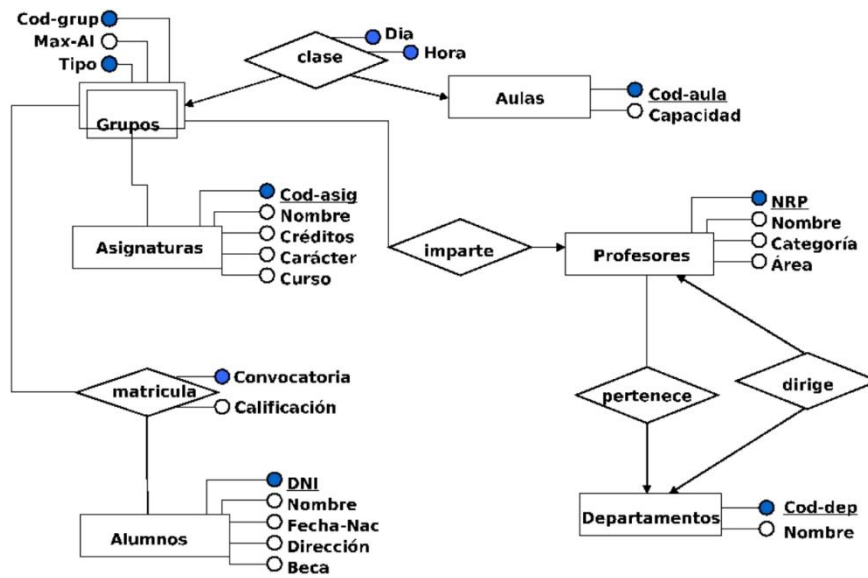 Cod-grup
Max-Al
Tipo
Grupos
clase
Dia
Hora
Aulas
Cod-aula
Capacidad
Asignaturas
Cod-asig
Nombre
Créditos
Carácter
Curso
imparte
Profesores
NRP
Nombre
Categoría
Área
matricula
Convocatoria
Calificación
pertenece
dirige
Alumnos
DNI
Nombre
Fecha-Nac
Dirección
Beca
Departamentos
Cod-dep
Nombre